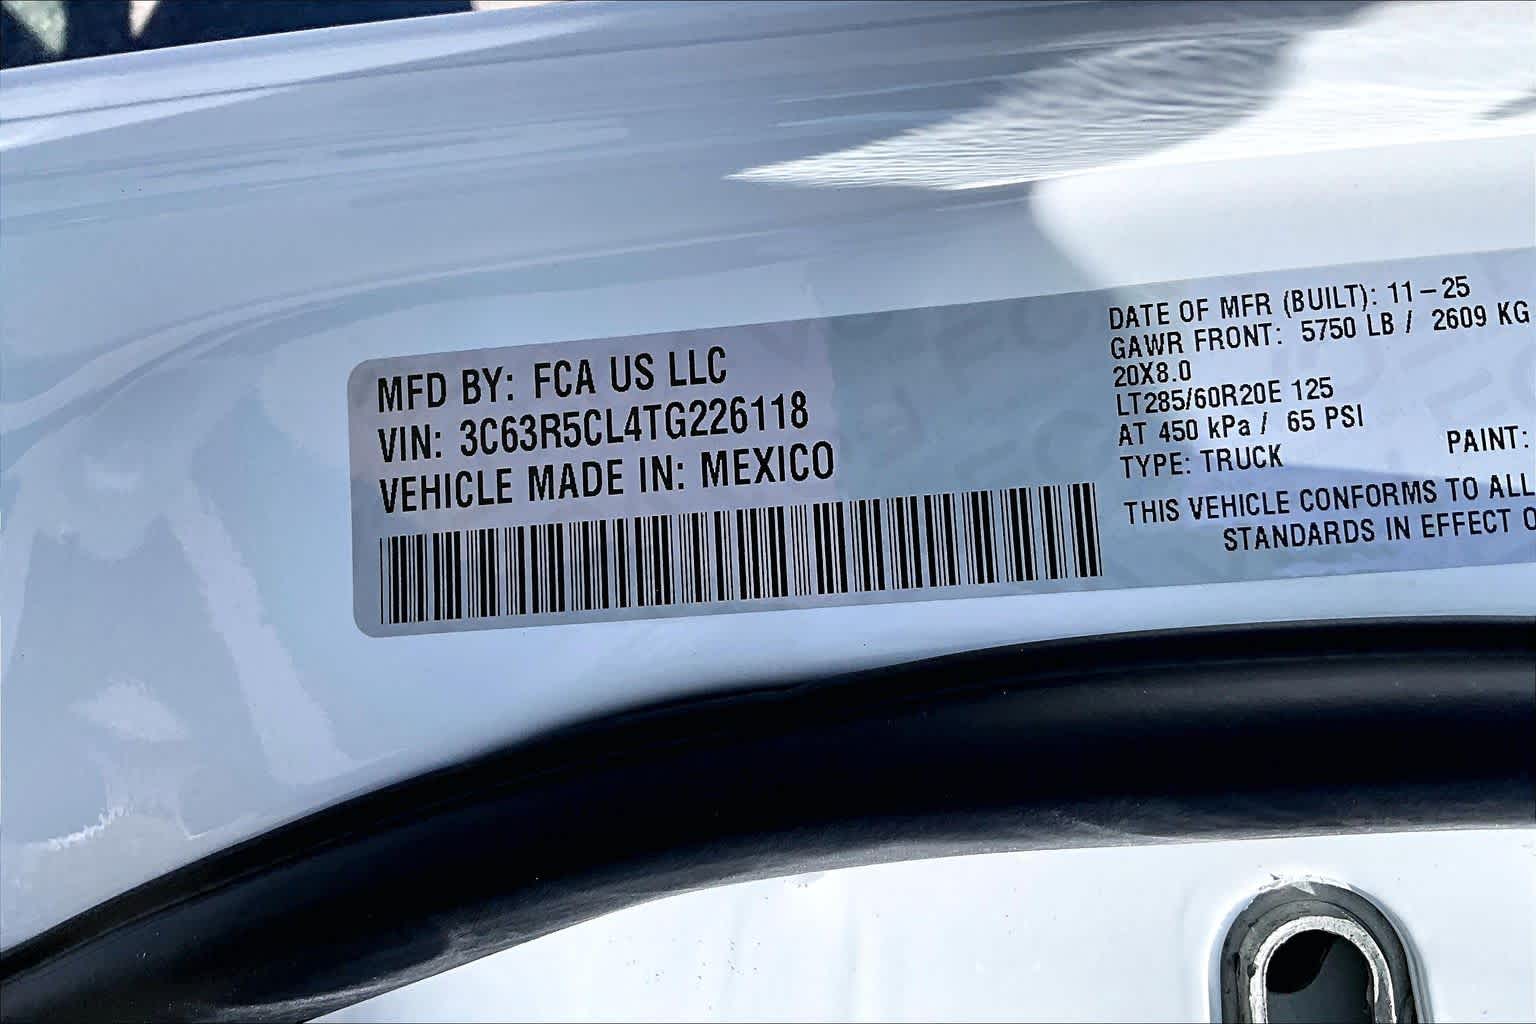 MFD BY: FCA US LLC
VIN: 3C63R5CL4TG226118
VEHICLE MADE IN: MEXICO
DATE OF MFR (BUILT): 11-25
GAWR FRONT: 5750 LB / 2609 KG
20X8.0
LT285/60R20E 125
AT 450 kPa / 65 PSI
TYPE: TRUCK PAINT:
THIS VEHICLE CONFORMS TO ALL
STANDARDS IN EFFECT O